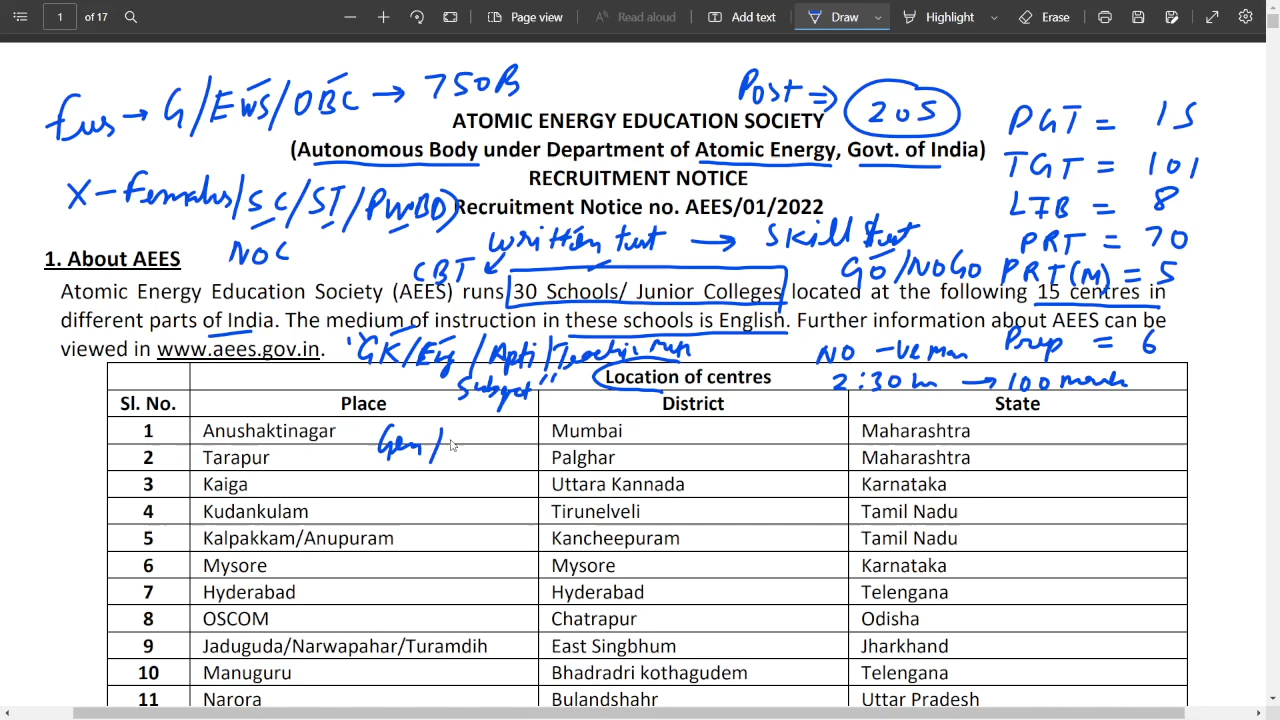 1 of 17 Page view Read aloud Add text Draw Highlight Erase
→ G/EWS/OBC → 750
Post ⇒ 205
ATOMIC ENERGY EDUCATION SOCIETY
PGT = 15
(Autonomous Body under Department of Atomic Energy, Govt. of India)
TGT = 101
RECRUITMENT NOTICE
X - Females/SC/ST/PwBD)
Recruitment Notice no. AEES/01/2022
LIB = 8
written test → Skill test
PRT = 70
1. About AEES
NOC
CBT
GO/NOGO
PRT(M) = 5
Atomic Energy Education Society (AEES) runs 30 Schools/ Junior Colleges located at the following 15 centres in
different parts of India. The medium of instruction in these schools is English. Further information about AEES can be
viewed in www.aees.gov.in.
"GK/Eng/Apti/Teaching
Subject"
NO -ve
Prep = 6
2:30 → 100 marks
Location of centres
Sl. No. Place District State
1 Anushaktinagar Mumbai Maharashtra
Gen/
2 Tarapur Palghar Maharashtra
3 Kaiga Uttara Kannada Karnataka
4 Kudankulam Tirunelveli Tamil Nadu
5 Kalpakkam/Anupuram Kancheepuram Tamil Nadu
6 Mysore Mysore Karnataka
7 Hyderabad Hyderabad Telengana
8 OSCOM Chatrapur Odisha
9 Jaduguda/Narwapahar/Turamdih East Singbhum Jharkhand
10 Manuguru Bhadradri kothagudem Telengana
11 Narora Bulandshahr Uttar Pradesh